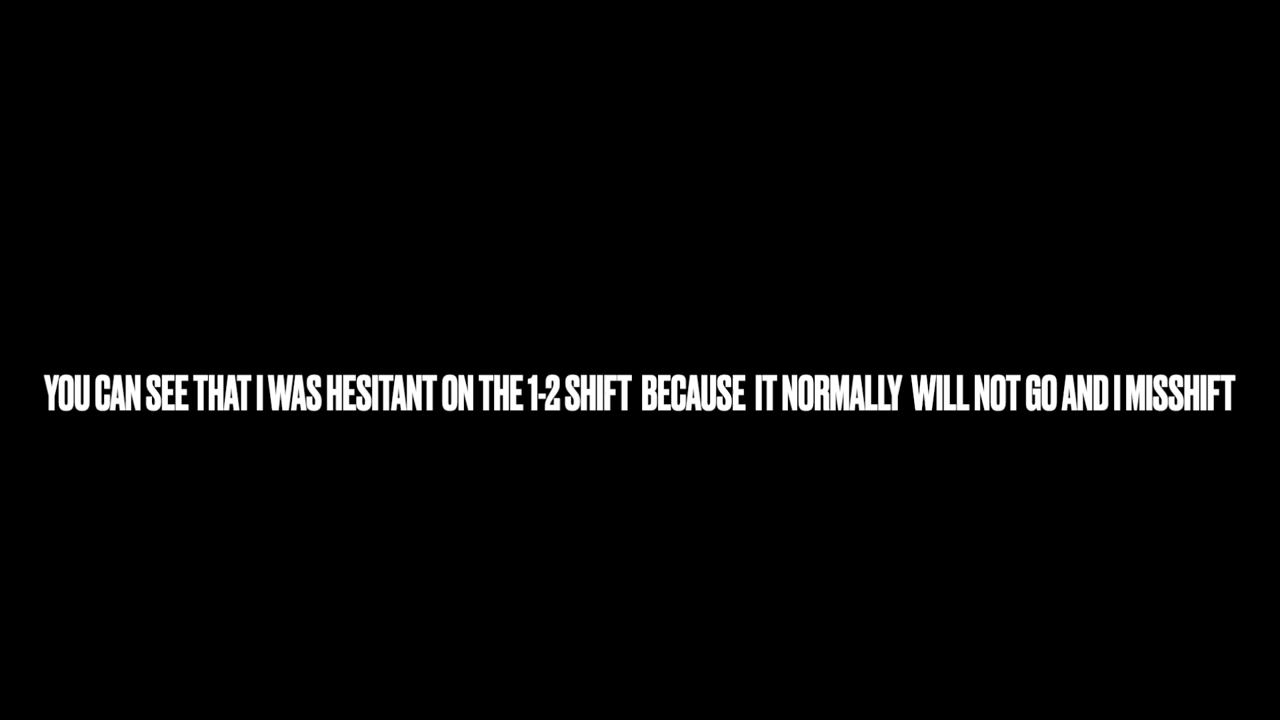 YOU CAN SEE THAT I WAS HESITANT ON THE 1-2 SHIFT BECAUSE IT NORMALLY WILL NOT GO AND I MISSHIFT